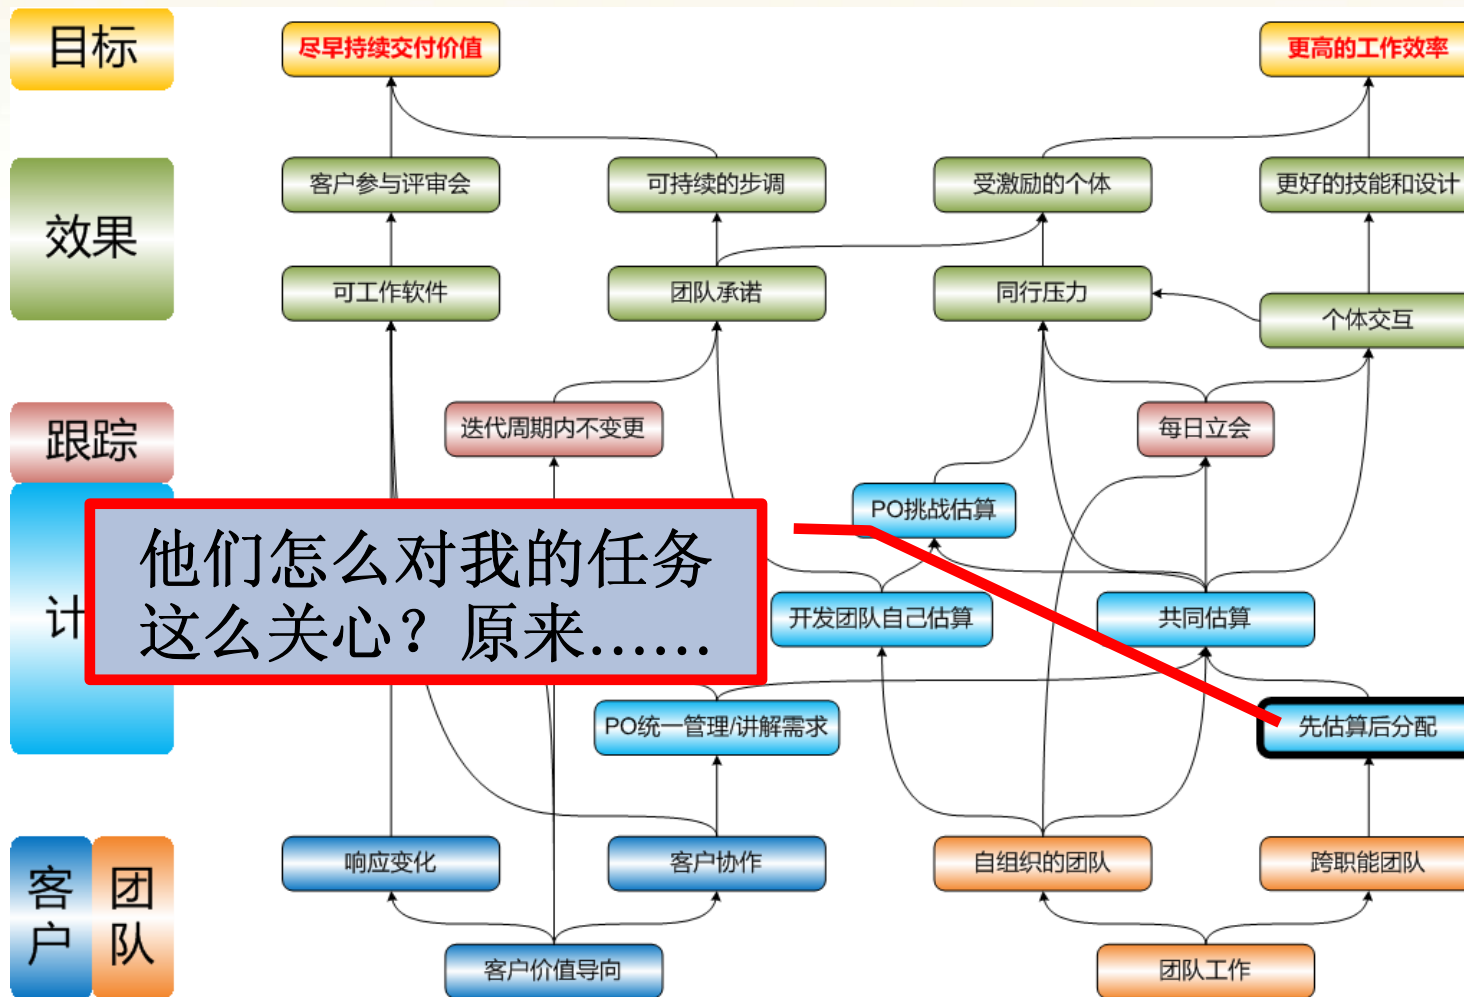 目标
尽早持续交付价值
更高的工作效率
效果
客户参与评审会
可持续的步调
受激励的个体
更好的技能和设计
可工作软件
团队承诺
同行压力
个体交互
跟踪
迭代周期内不变更
每日立会
PO挑战估算
计
他们怎么对我的任务
这么关心？原来……
开发团队自己估算
共同估算
PO统一管理/讲解需求
先估算后分配
客户
团队
响应变化
客户协作
自组织的团队
跨职能团队
客户价值导向
团队工作